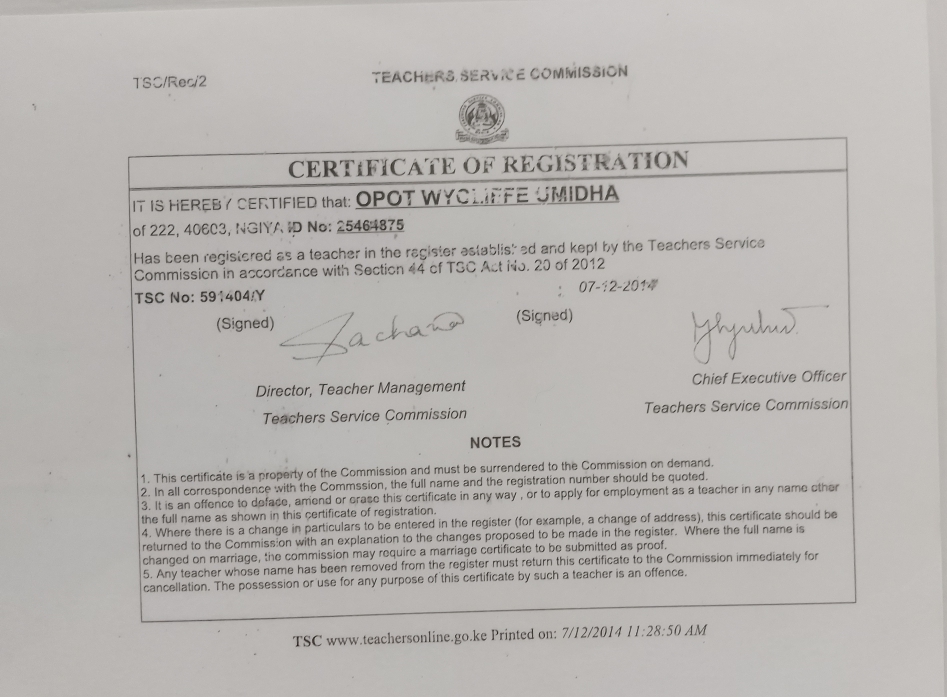 TSC/Rec/2
TEACHERS SERVICE COMMISSION
CERTIFICATE OF REGISTRATION
IT IS HEREBY CERTIFIED that: OPOT WYCLIFFE UMIDHA
of 222, 40603, NGIYA ID No: 25464875
Has been registered as a teacher in the register established and kept by the Teachers Service
Commission in accordance with Section 44 of TSC Act No. 20 of 2012
TSC No: 591404/Y : 07-12-2014
(Signed) (Signed)
Director, Teacher Management Chief Executive Officer
Teachers Service Commission Teachers Service Commission
NOTES
1. This certificate is a property of the Commission and must be surrendered to the Commission on demand.
2. In all correspondence with the Commssion, the full name and the registration number should be quoted.
3. It is an offence to deface, amend or erase this certificate in any way , or to apply for employment as a teacher in any name other
the full name as shown in this certificate of registration.
4. Where there is a change in particulars to be entered in the register (for example, a change of address), this certificate should be
returned to the Commission with an explanation to the changes proposed to be made in the register. Where the full name is
changed on marriage, the commission may require a marriage certificate to be submitted as proof.
5. Any teacher whose name has been removed from the register must return this certificate to the Commission immediately for
cancellation. The possession or use for any purpose of this certificate by such a teacher is an offence.
TSC www.teachersonline.go.ke Printed on: 7/12/2014 11:28:50 AM